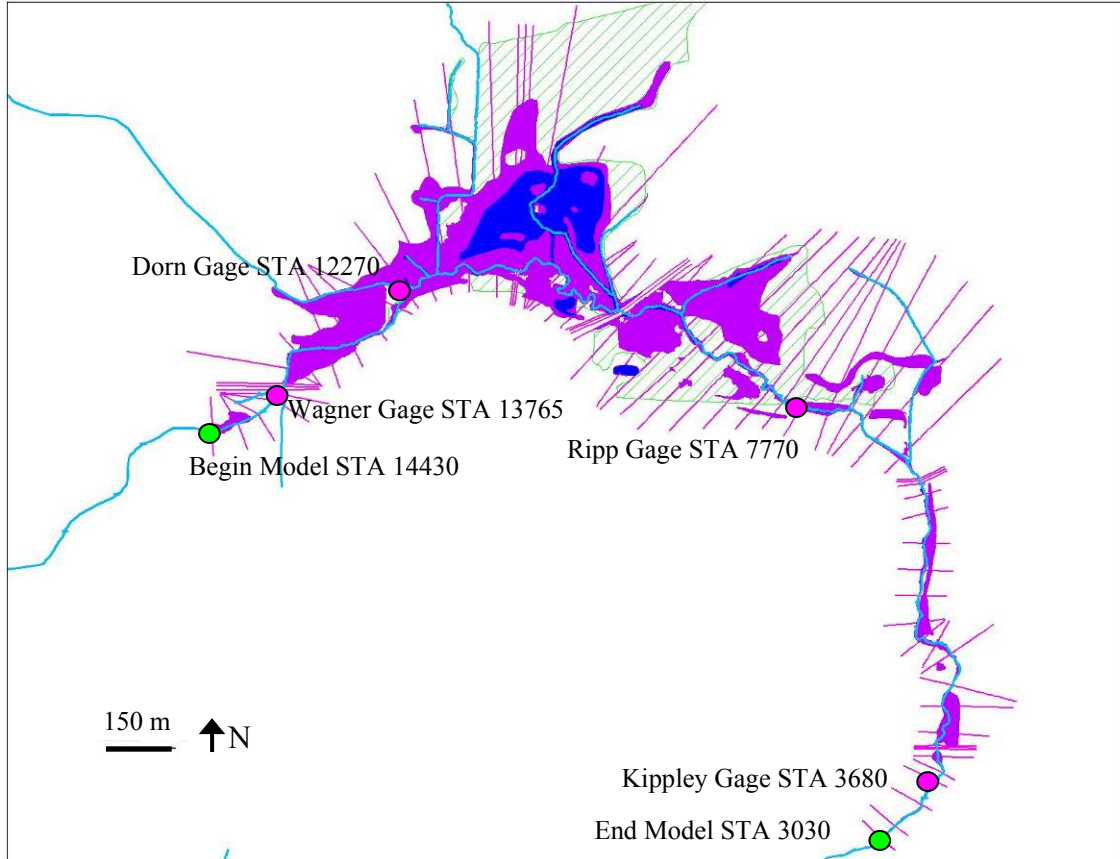 Dorn Gage STA 12270
Wagner Gage STA 13765
Begin Model STA 14430
Ripp Gage STA 7770
150 m
N
Kippley Gage STA 3680
End Model STA 3030